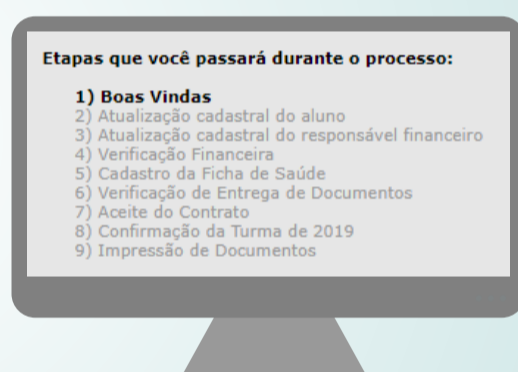 Etapas que você passará durante o processo:
1) Boas Vindas
2) Atualização cadastral do aluno
3) Atualização cadastral do responsável financeiro
4) Verificação Financeira
5) Cadastro da Ficha de Saúde
6) Verificação de Entrega de Documentos
7) Aceite do Contrato
8) Confirmação da Turma de 2019
9) Impressão de Documentos